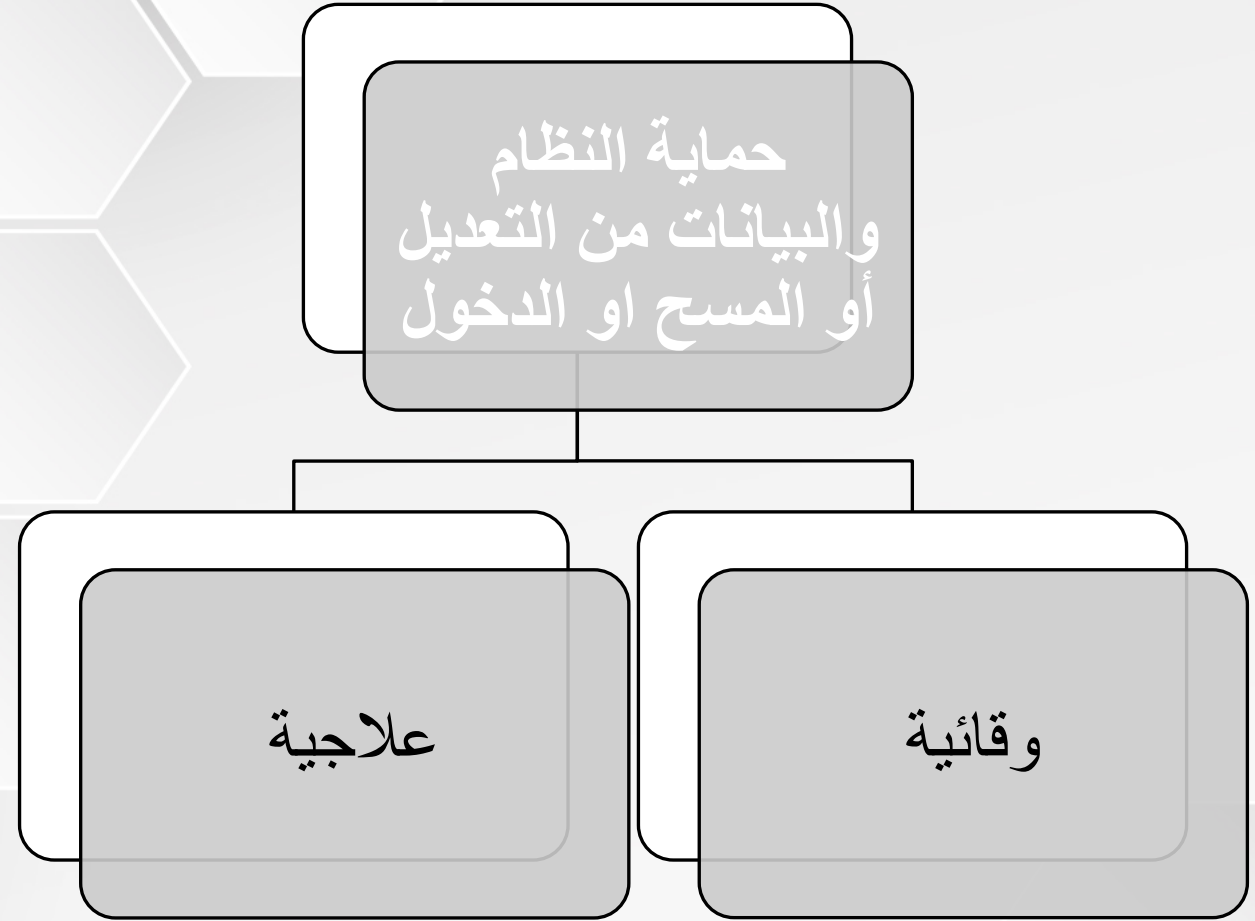 حماية النظام
والبيانات من التعديل
أو المسح او الدخول
وقائية
علاجية